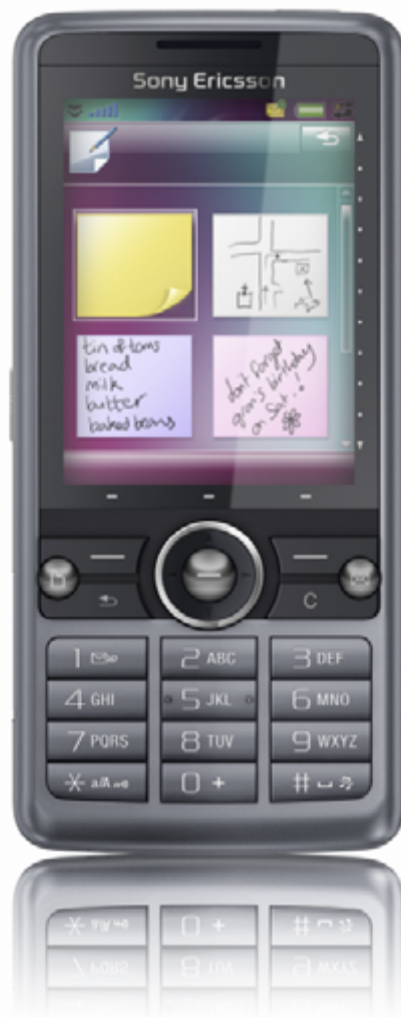 Sony Ericsson
tin of toms
bread
milk
butter
baked beans
don't forget
gran's birthday
on Sat.!
C
1
2 ABC
3 DEF
4 GHI
5 JKL
6 MNO
7 PQRS
8 TUV
9 WXYZ
* a/A
0 +
#